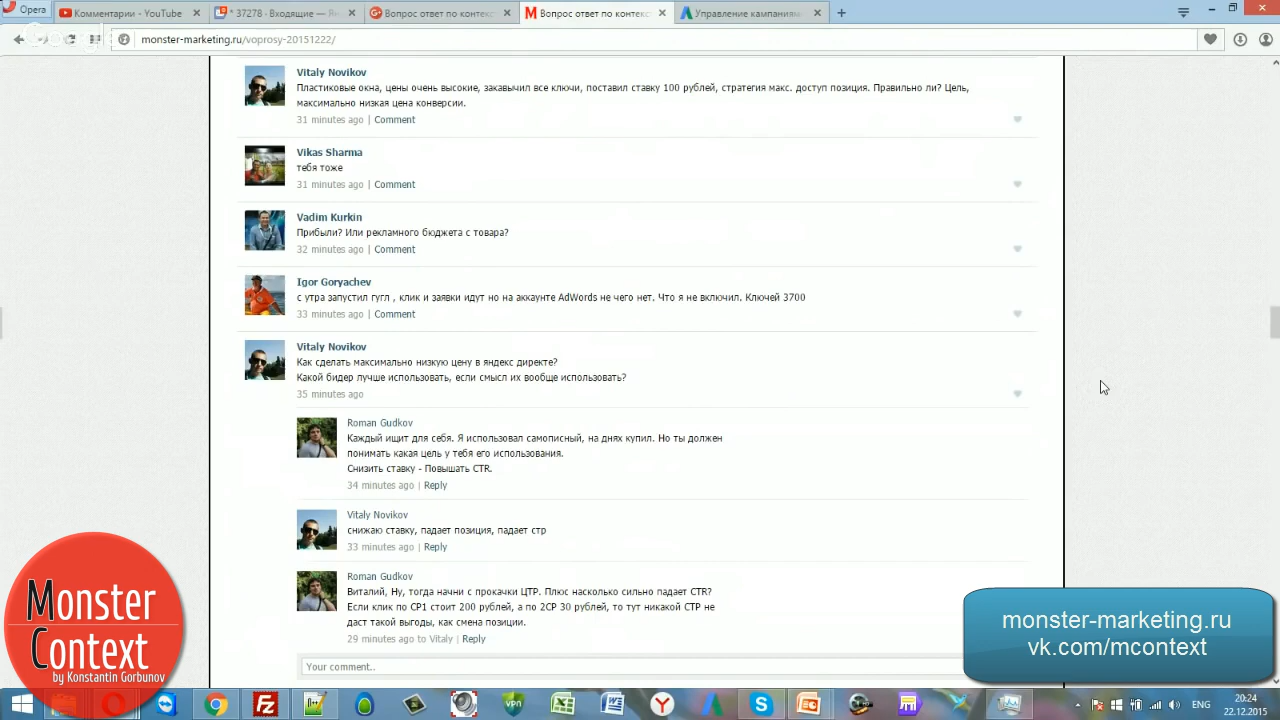 Opera
Комментарии - YouTube
* 37278 · Входящие — Ян
Вопрос ответ по контекс
Вопрос ответ по контекс
Управление кампаниями
monster-marketing.ru/voprosy-20151222/
Vitaly Novikov
Пластиковые окна, цены очень высокие, закавычил все ключи, поставил ставку 100 рублей, стратегия макс. доступ позиция. Правильно ли? Цель,
максимально низкая цена конверсии.
31 minutes ago | Comment
Vikas Sharma
тебя тоже
31 minutes ago | Comment
Vadim Kurkin
Прибыли? Или рекламного бюджета с товара?
32 minutes ago | Comment
Igor Goryachev
с утра запустил гугл , клик и заявки идут но на аккаунте AdWords не чего нет. Что я не включил. Ключей 3700
33 minutes ago | Comment
Vitaly Novikov
Как сделать максимально низкую цену в яндекс директе?
Какой бидер лучше использовать, если смысл их вообще использовать?
35 minutes ago
Roman Gudkov
Каждый ищит для себя. Я использовал самописный, на днях купил. Но ты должен
понимать какая цель у тебя его использования.
Снизить ставку - Повышать CTR.
34 minutes ago | Reply
Vitaly Novikov
снижаю ставку, падает позиция, падает стр
33 minutes ago | Reply
Roman Gudkov
Виталий, Ну, тогда начни с прокачки ЦТР. Плюс насколько сильно падает CTR?
Если клик по СР1 стоит 200 рублей, а по 2СР 30 рублей, то тут никакой СТР не
даст такой выгоды, как смена позиции.
29 minutes ago to Vitaly | Reply
Your comment..
Monster
Context
by Konstantin Gorbunov
monster-marketing.ru
vk.com/mcontext
VPN
ENG
20:24
22.12.2015